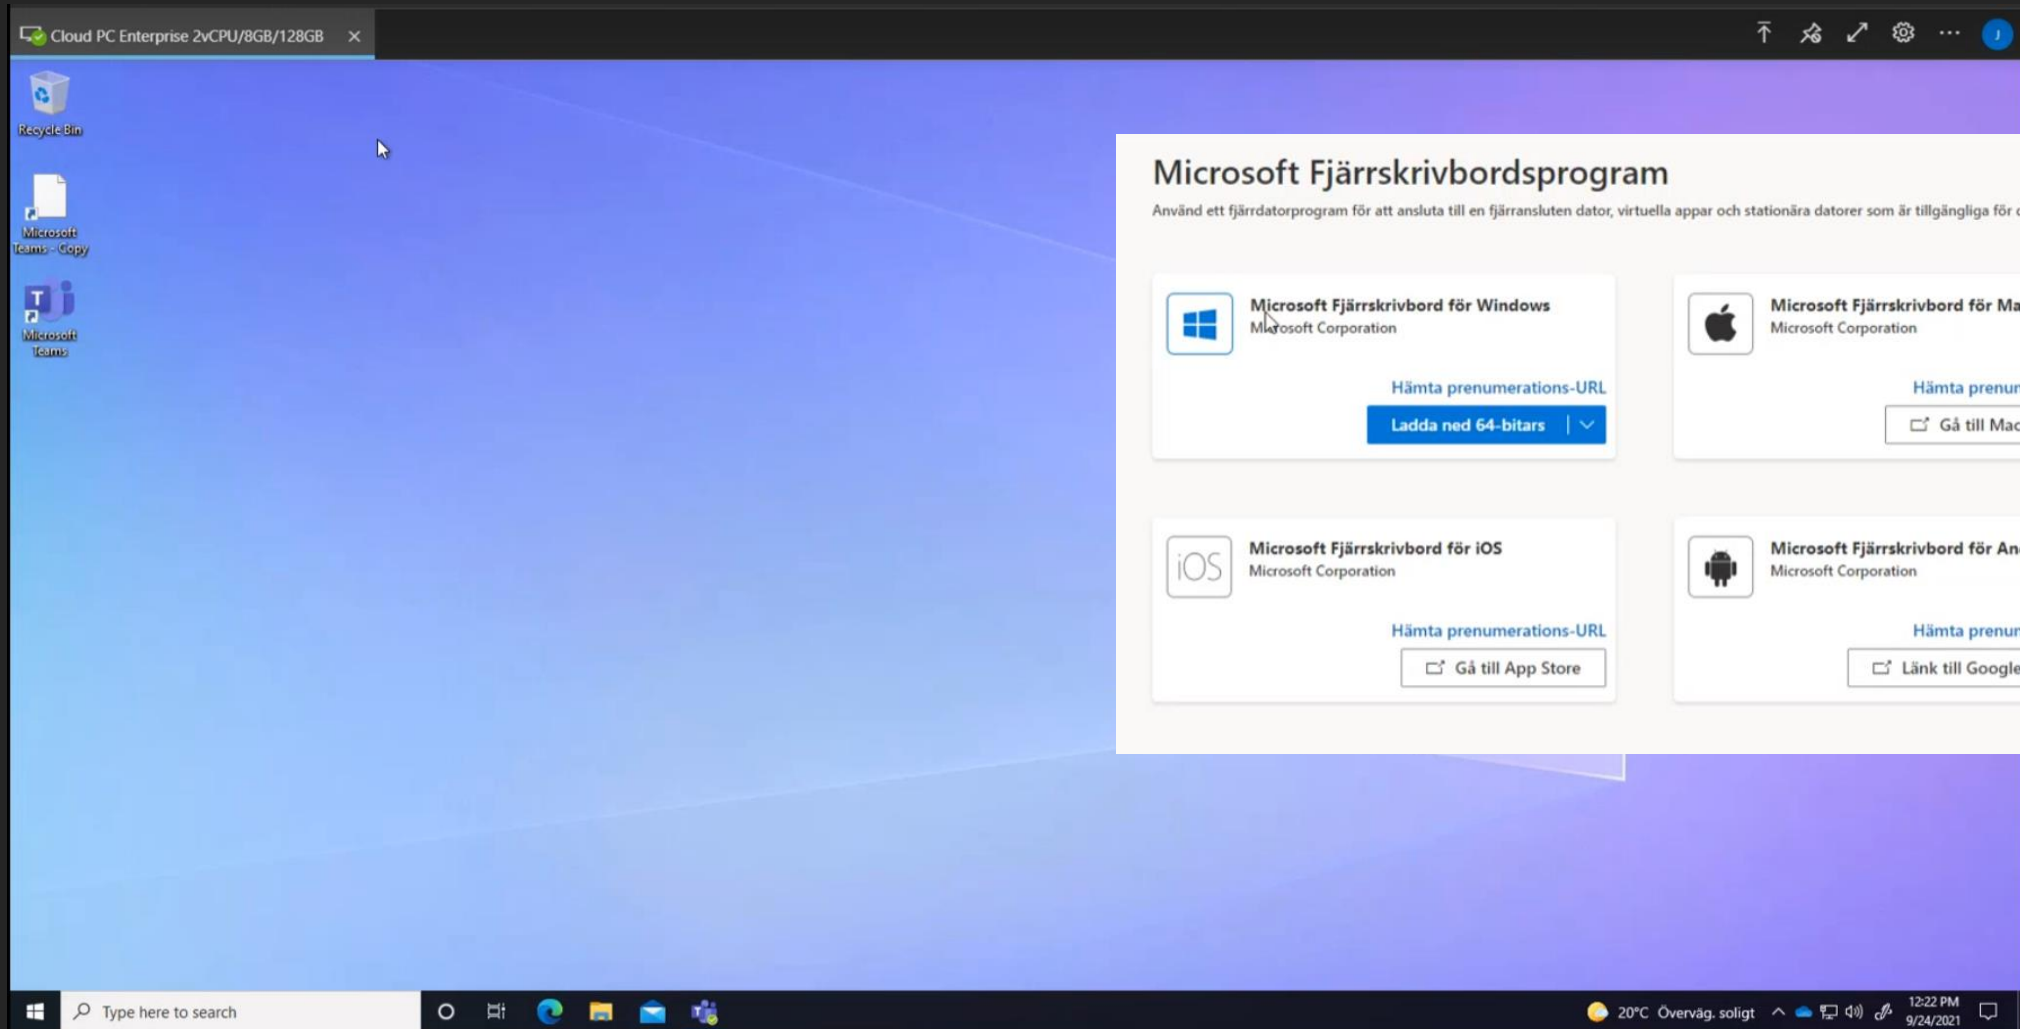 Cloud PC Enterprise 2vCPU/8GB/128GB
J
Recycle Bin
Microsoft
Teams - Copy
T
Microsoft
Teams
Microsoft Fjärrskrivbordsprogram
Använd ett fjärrdatorprogram för att ansluta till en fjärransluten dator, virtuella appar och stationära datorer som är tillgängliga för
Microsoft Fjärrskrivbord för Windows
Microsoft Corporation
Hämta prenumerations-URL
Ladda ned 64-bitars
Microsoft Fjärrskrivbord för Ma
Microsoft Corporation
Hämta prenu
Gå till Mac
iOS
Microsoft Fjärrskrivbord för iOS
Microsoft Corporation
Hämta prenumerations-URL
Gå till App Store
Microsoft Fjärrskrivbord för An
Microsoft Corporation
Hämta prenu
Länk till Google
Type here to search
20°C Överväg. soligt
12:22 PM
9/24/2021